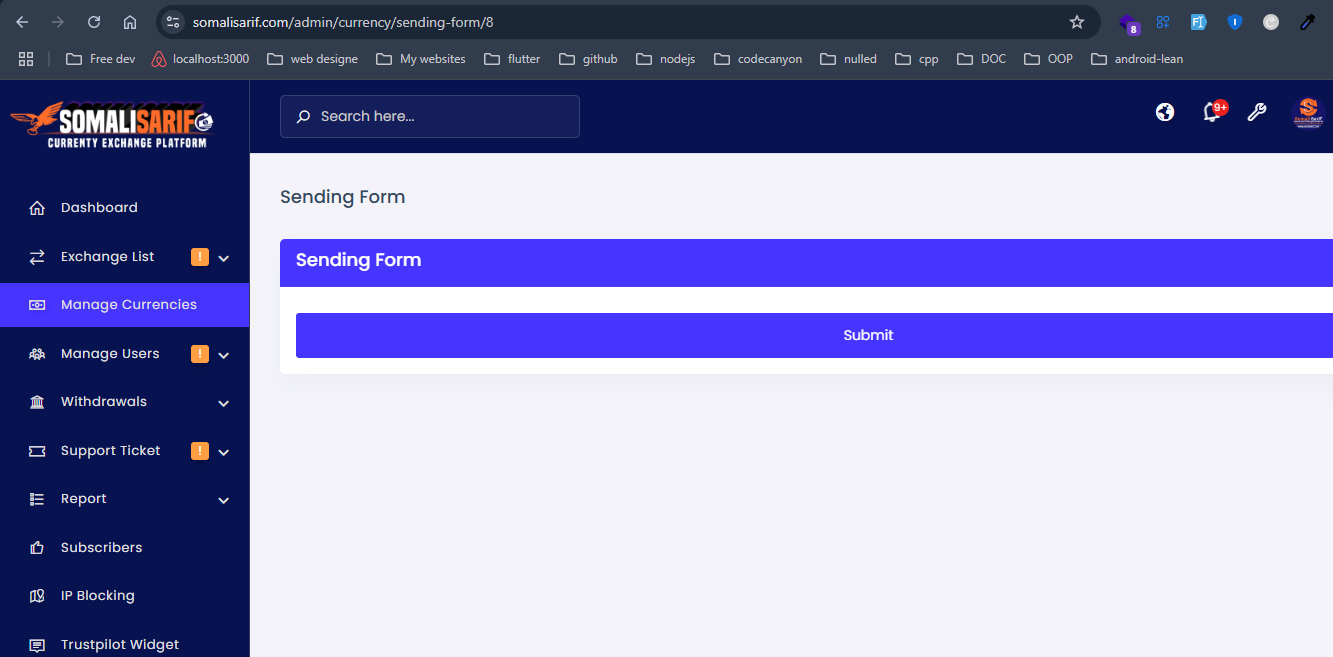 somalisarif.com/admin/currency/sending-form/8
8
Free dev
localhost:3000
web designe
My websites
flutter
github
nodejs
codecanyon
nulled
cpp
DOC
OOP
android-lean
SOMALISARIF
CURRENTY EXCHANGE PLATFORM
Search here...
9+
Dashboard
Exchange List !
Manage Currencies
Manage Users !
Withdrawals
Support Ticket !
Report
Subscribers
IP Blocking
Trustpilot Widget
Sending Form
Sending Form
Submit